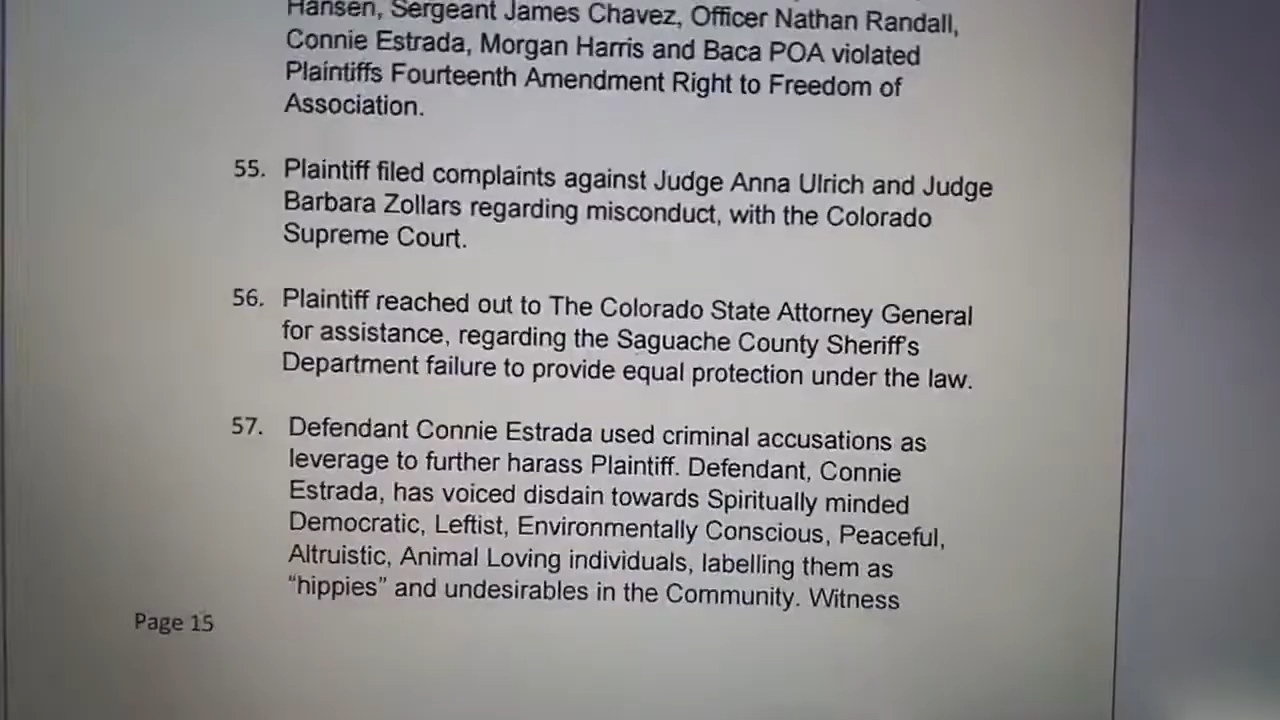 Hansen, Sergeant James Chavez, Officer Nathan Randall,
Connie Estrada, Morgan Harris and Baca POA violated
Plaintiffs Fourteenth Amendment Right to Freedom of
Association.
55. Plaintiff filed complaints against Judge Anna Ulrich and Judge
Barbara Zollars regarding misconduct, with the Colorado
Supreme Court.
56. Plaintiff reached out to The Colorado State Attorney General
for assistance, regarding the Saguache County Sheriff's
Department failure to provide equal protection under the law.
57. Defendant Connie Estrada used criminal accusations as
leverage to further harass Plaintiff. Defendant, Connie
Estrada, has voiced disdain towards Spiritually minded
Democratic, Leftist, Environmentally Conscious, Peaceful,
Altruistic, Animal Loving individuals, labelling them as
“hippies” and undesirables in the Community. Witness
Page 15